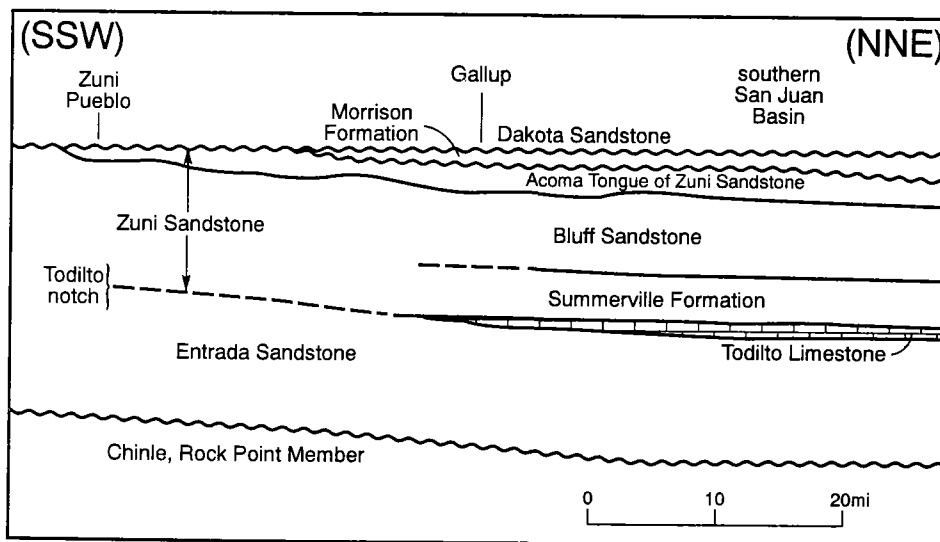 (SSW)
(NNE)
Zuni
Pueblo
Gallup
southern
San Juan
Basin
Morrison
Formation
Dakota Sandstone
Acoma Tongue of Zuni Sandstone
Zuni Sandstone
Bluff Sandstone
Todilto
notch
Summerville Formation
Entrada Sandstone
Todilto Limestone
Chinle, Rock Point Member
0
10
20mi